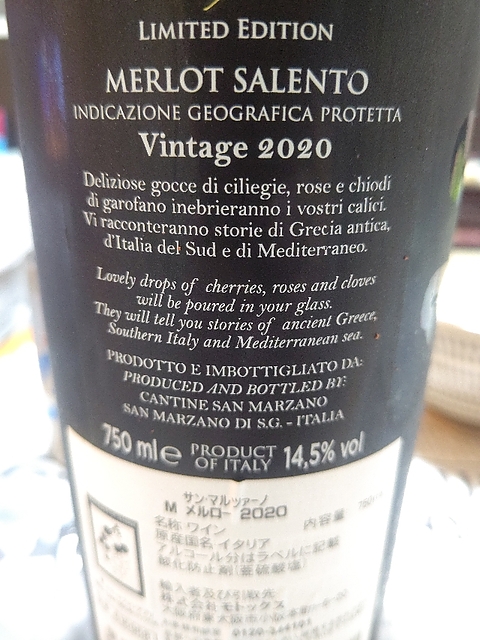 LIMITED EDITION
MERLOT SALENTO
INDICAZIONE GEOGRAFICA PROTETTA
Vintage 2020
Deliziose gocce di ciliegie, rose e chiodi
di garofano inebrieranno i vostri calici.
Vi racconteranno storie di Grecia antica,
d'Italia del Sud e di Mediterraneo.
Lovely drops of cherries, roses and cloves
will be poured in your glass.
They will tell you stories of ancient Greece,
Southern Italy and Mediterranean sea.
PRODOTTO E IMBOTTIGLIATO DA:
PRODUCED AND BOTTLED BY:
CANTINE SAN MARZANO
SAN MARZANO DI S.G. - ITALIA
750 ml e PRODUCT OF ITALY 14,5% vol
サン・マルツァーノ
M メルロー 2020
名称 ワイン 内容量
原産国名 イタリア
アルコール分はラベルに記載
酸化防止剤(亜硫酸塩)
輸入者及び引取先
株式会社モトックス